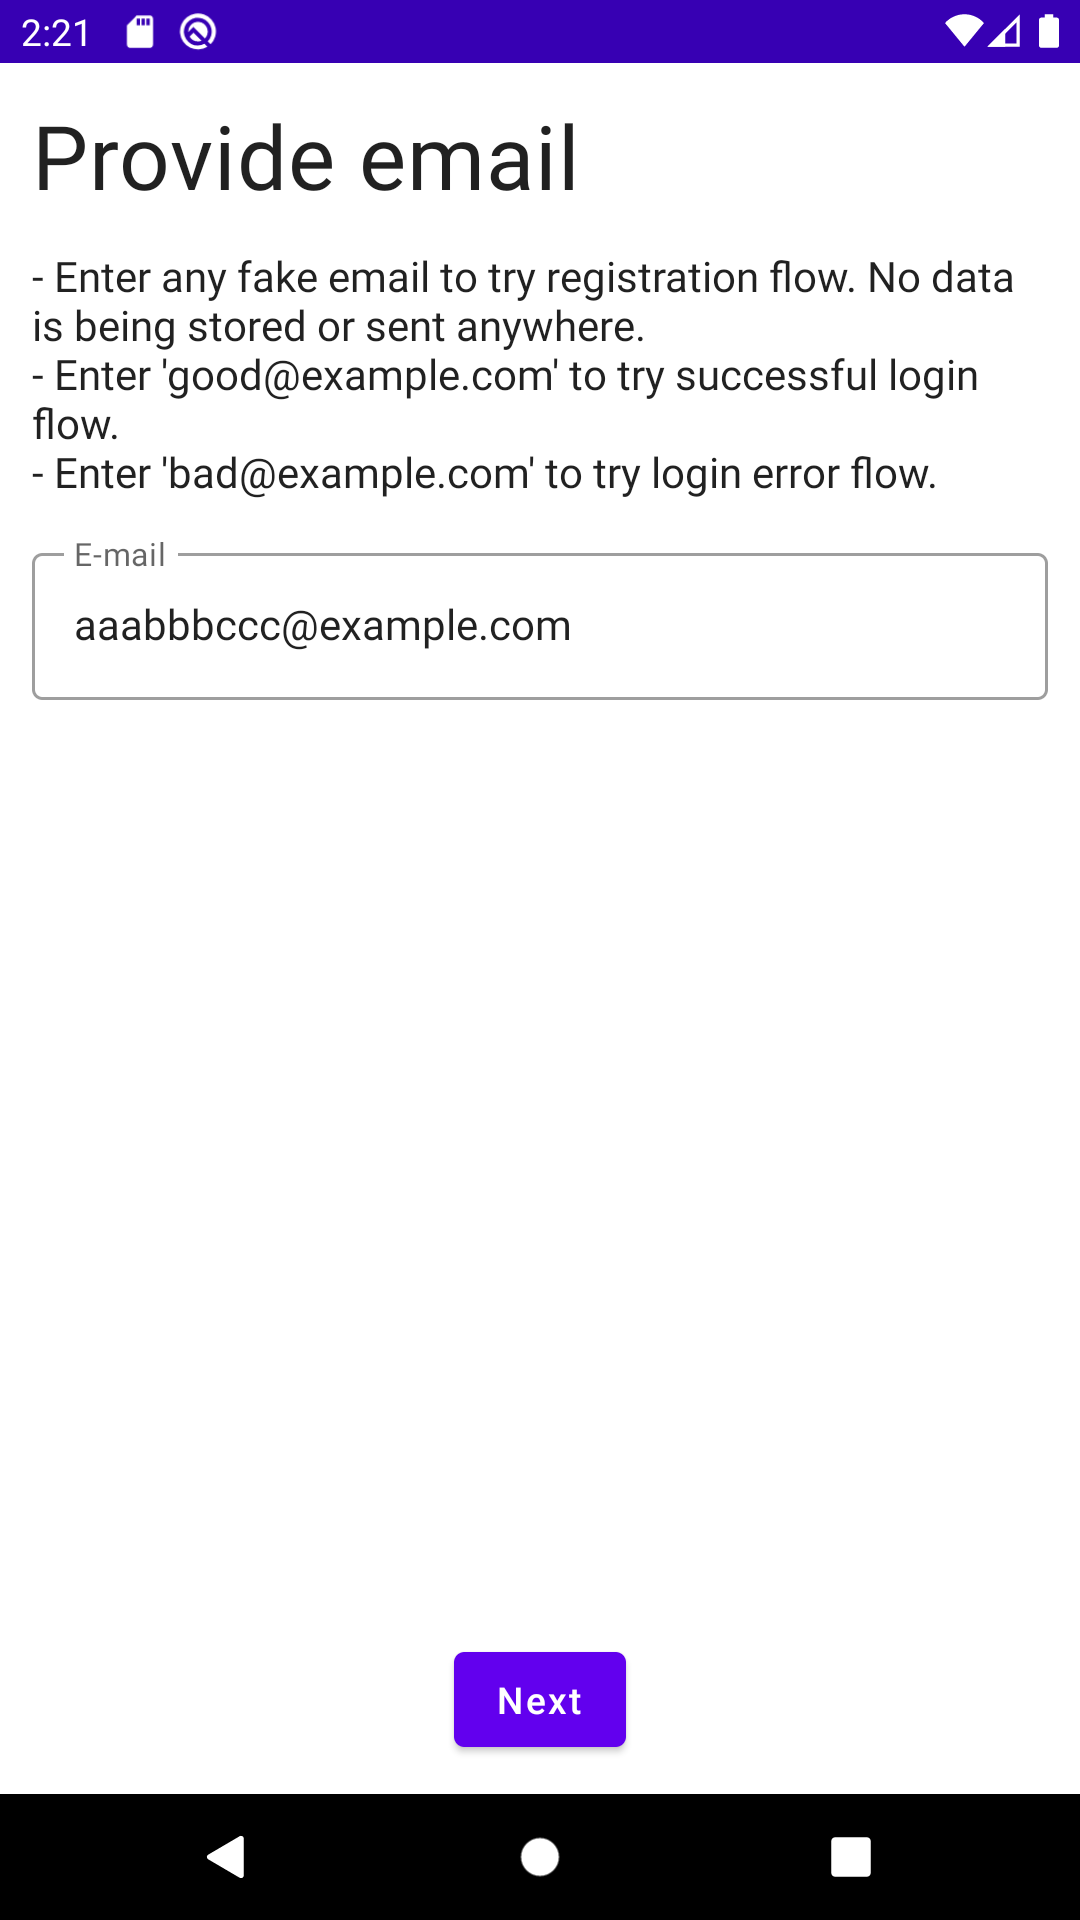 2:21
Provide email
- Enter any fake email to try registration flow. No data
is being stored or sent anywhere.
- Enter 'good@example.com' to try successful login
flow.
- Enter 'bad@example.com' to try login error flow.
E-mail
aaabbbccc@example.com
Next